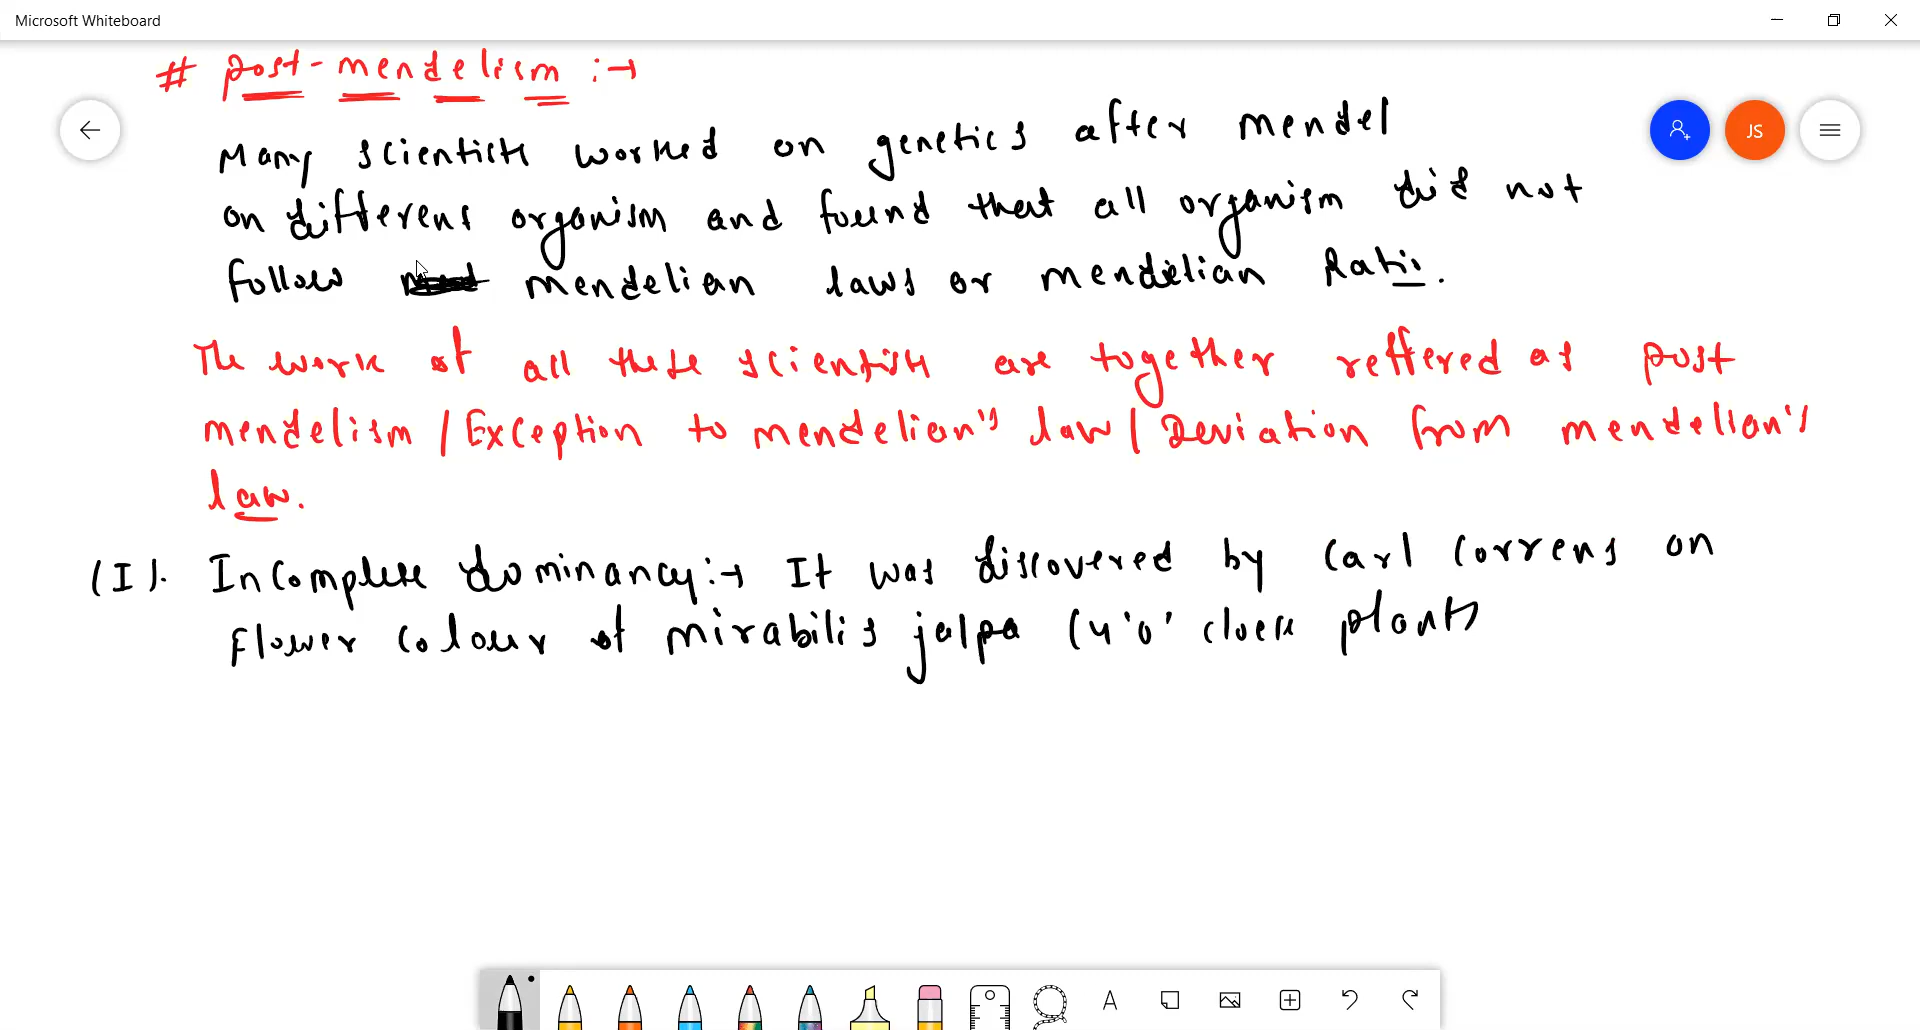 Microsoft Whiteboard
# post-mendelism :→
JS
Many scientists worked on genetics after mendel
on different organism and found that all organism did not
follow mendelian laws or mendelian Ratio.
The work of all these scientists are together reffered as post
mendelism / Exception to mendelian's law / Deviation from mendelian's
law.
(I). Incomplete dominancy :→ It was discovered by Carl Correns on
Flower colour of mirabilis jalpa (4'o' clock plant)
A